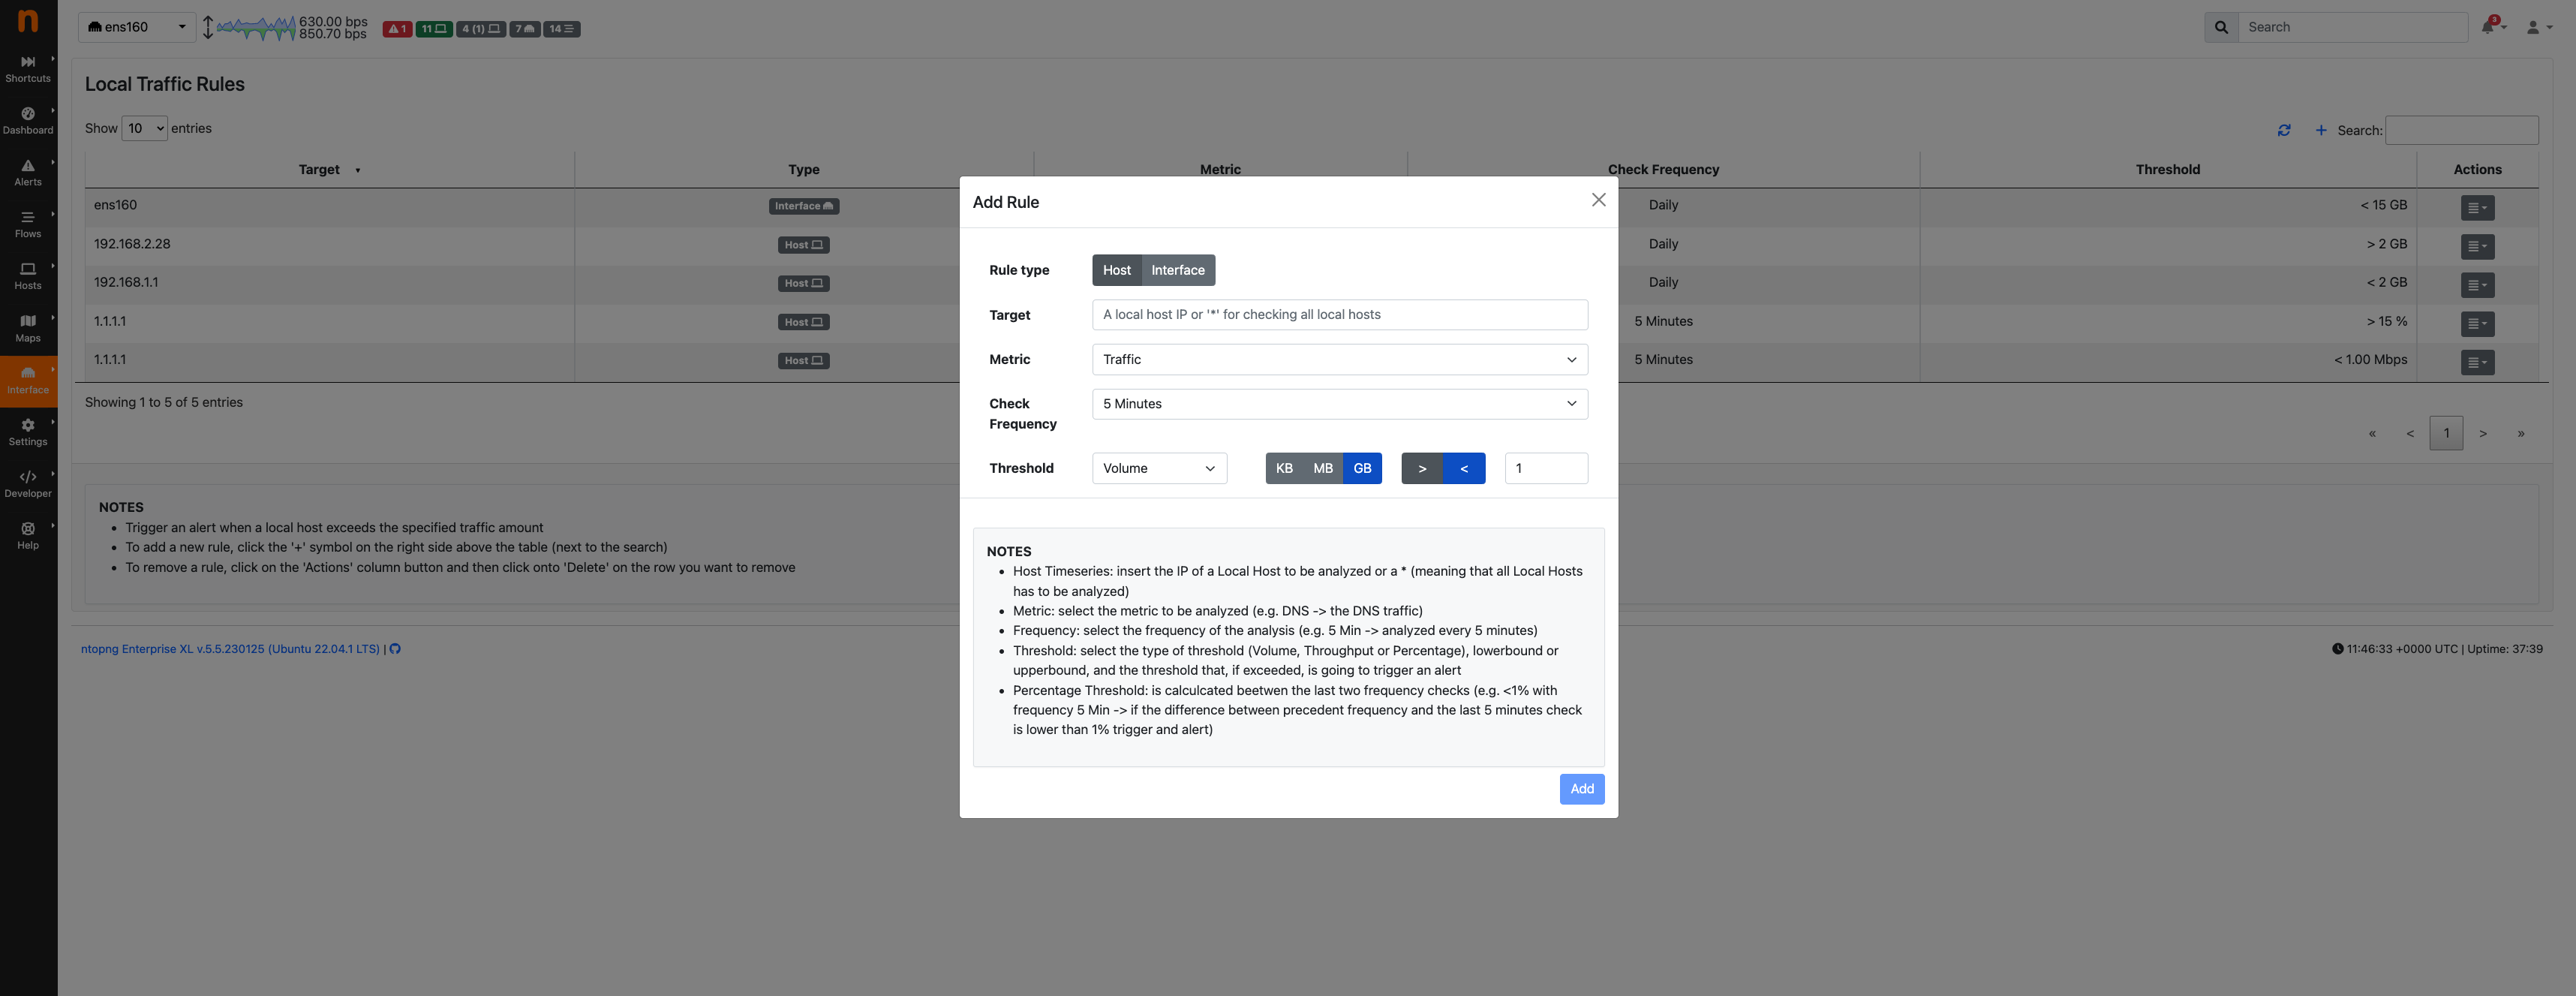 n
ens160
630.00 bps
850.70 bps
1
11
4 (1)
7
14
Search
3
Shortcuts
Dashboard
Alerts
Flows
Hosts
Maps
Interface
Settings
Developer
Help
Local Traffic Rules
Show 10 entries
Search:
Target Type Metric Check Frequency Threshold Actions
ens160 Interface Daily < 15 GB
192.168.2.28 Host Daily > 2 GB
192.168.1.1 Host Daily < 2 GB
1.1.1.1 Host 5 Minutes > 15 %
1.1.1.1 Host 5 Minutes < 1.00 Mbps
Showing 1 to 5 of 5 entries
« < 1 > »
NOTES
Trigger an alert when a local host exceeds the specified traffic amount
To add a new rule, click the '+' symbol on the right side above the table (next to the search)
To remove a rule, click on the 'Actions' column button and then click onto 'Delete' on the row you want to remove
ntopng Enterprise XL v.5.5.230125 (Ubuntu 22.04.1 LTS) |
11:46:33 +0000 UTC | Uptime: 37:39
Add Rule
Rule type Host Interface
Target A local host IP or '*' for checking all local hosts
Metric Traffic
Check
Frequency
5 Minutes
Threshold Volume KB MB GB > < 1
NOTES
Host Timeseries: insert the IP of a Local Host to be analyzed or a * (meaning that all Local Hosts
has to be analyzed)
Metric: select the metric to be analyzed (e.g. DNS -> the DNS traffic)
Frequency: select the frequency of the analysis (e.g. 5 Min -> analyzed every 5 minutes)
Threshold: select the type of threshold (Volume, Throughput or Percentage), lowerbound or
upperbound, and the threshold that, if exceeded, is going to trigger an alert
Percentage Threshold: is calculcated beetwen the last two frequency checks (e.g. <1% with
frequency 5 Min -> if the difference between precedent frequency and the last 5 minutes check
is lower than 1% trigger and alert)
Add